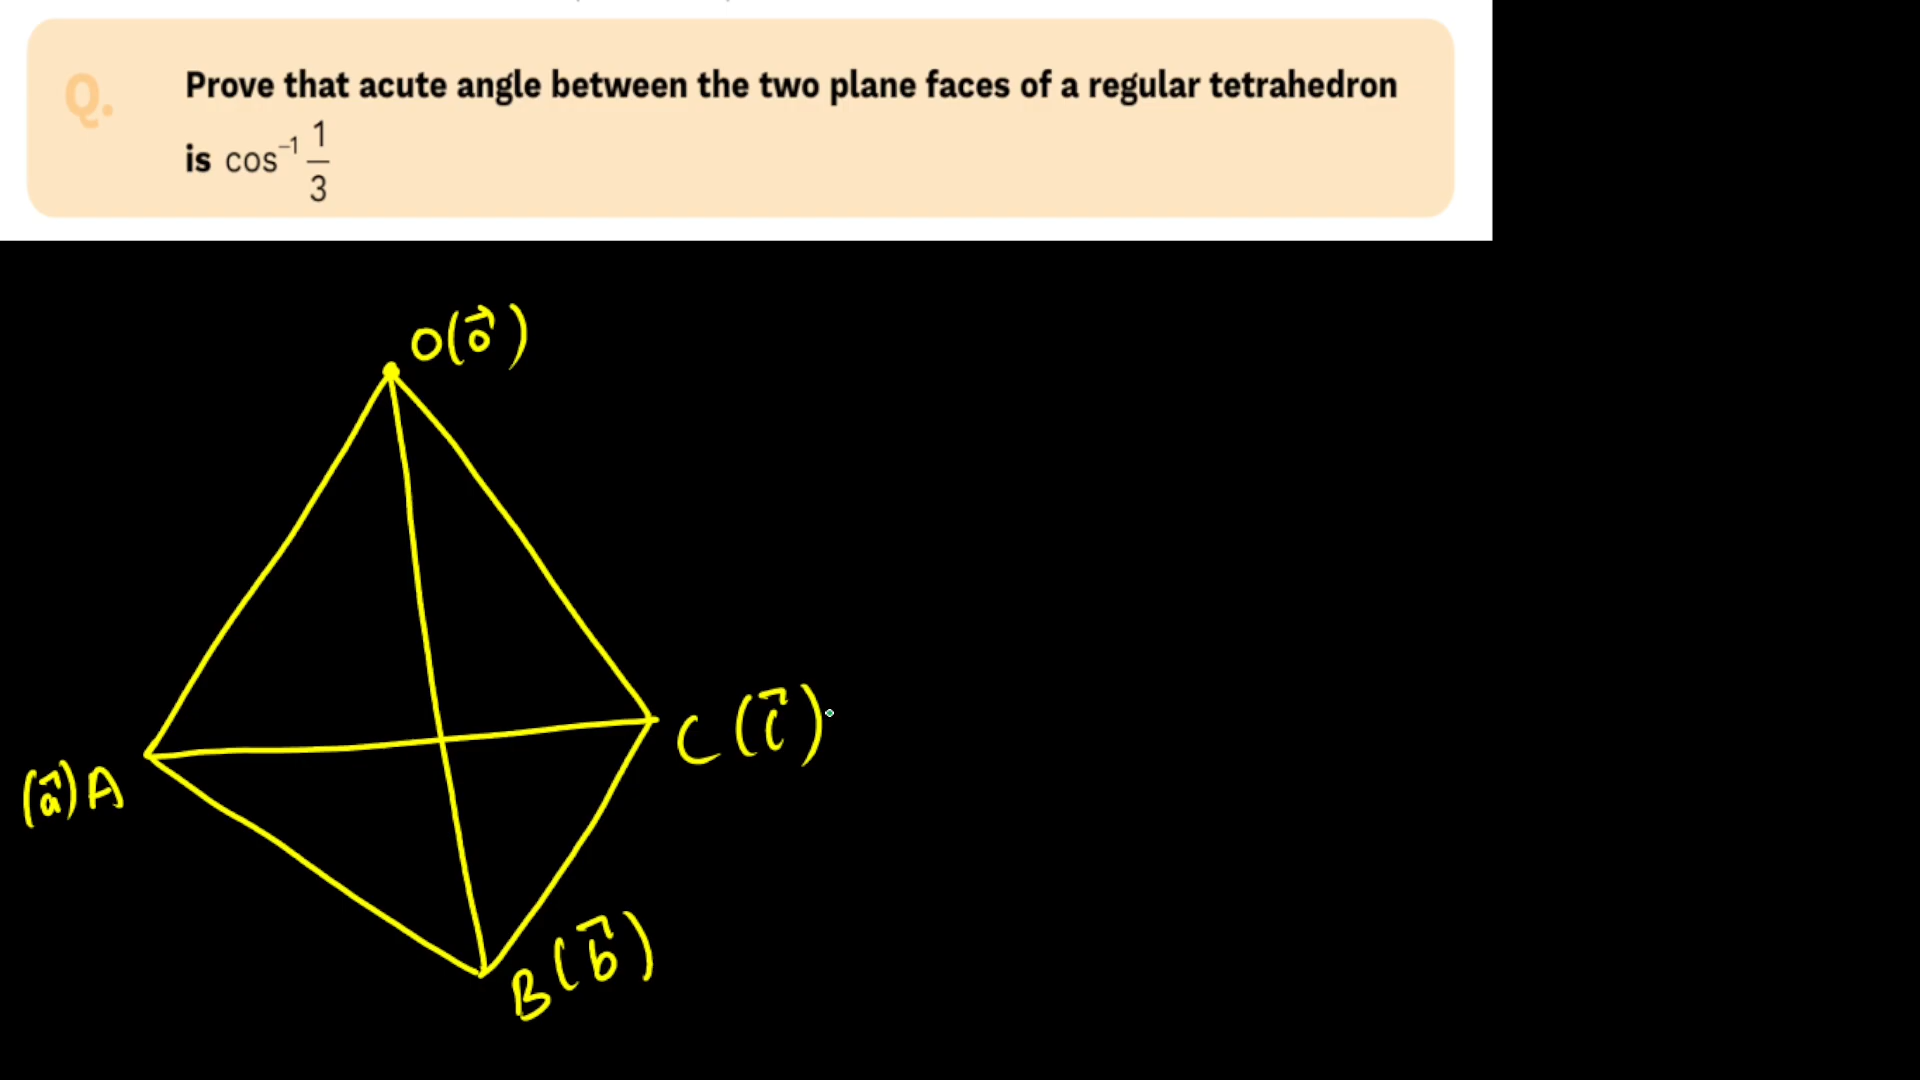 Q.
Prove that acute angle between the two plane faces of a regular tetrahedron
is cos⁻¹ 1/3
O(o⃗)
C(c⃗)
(a⃗)A
B(b⃗)